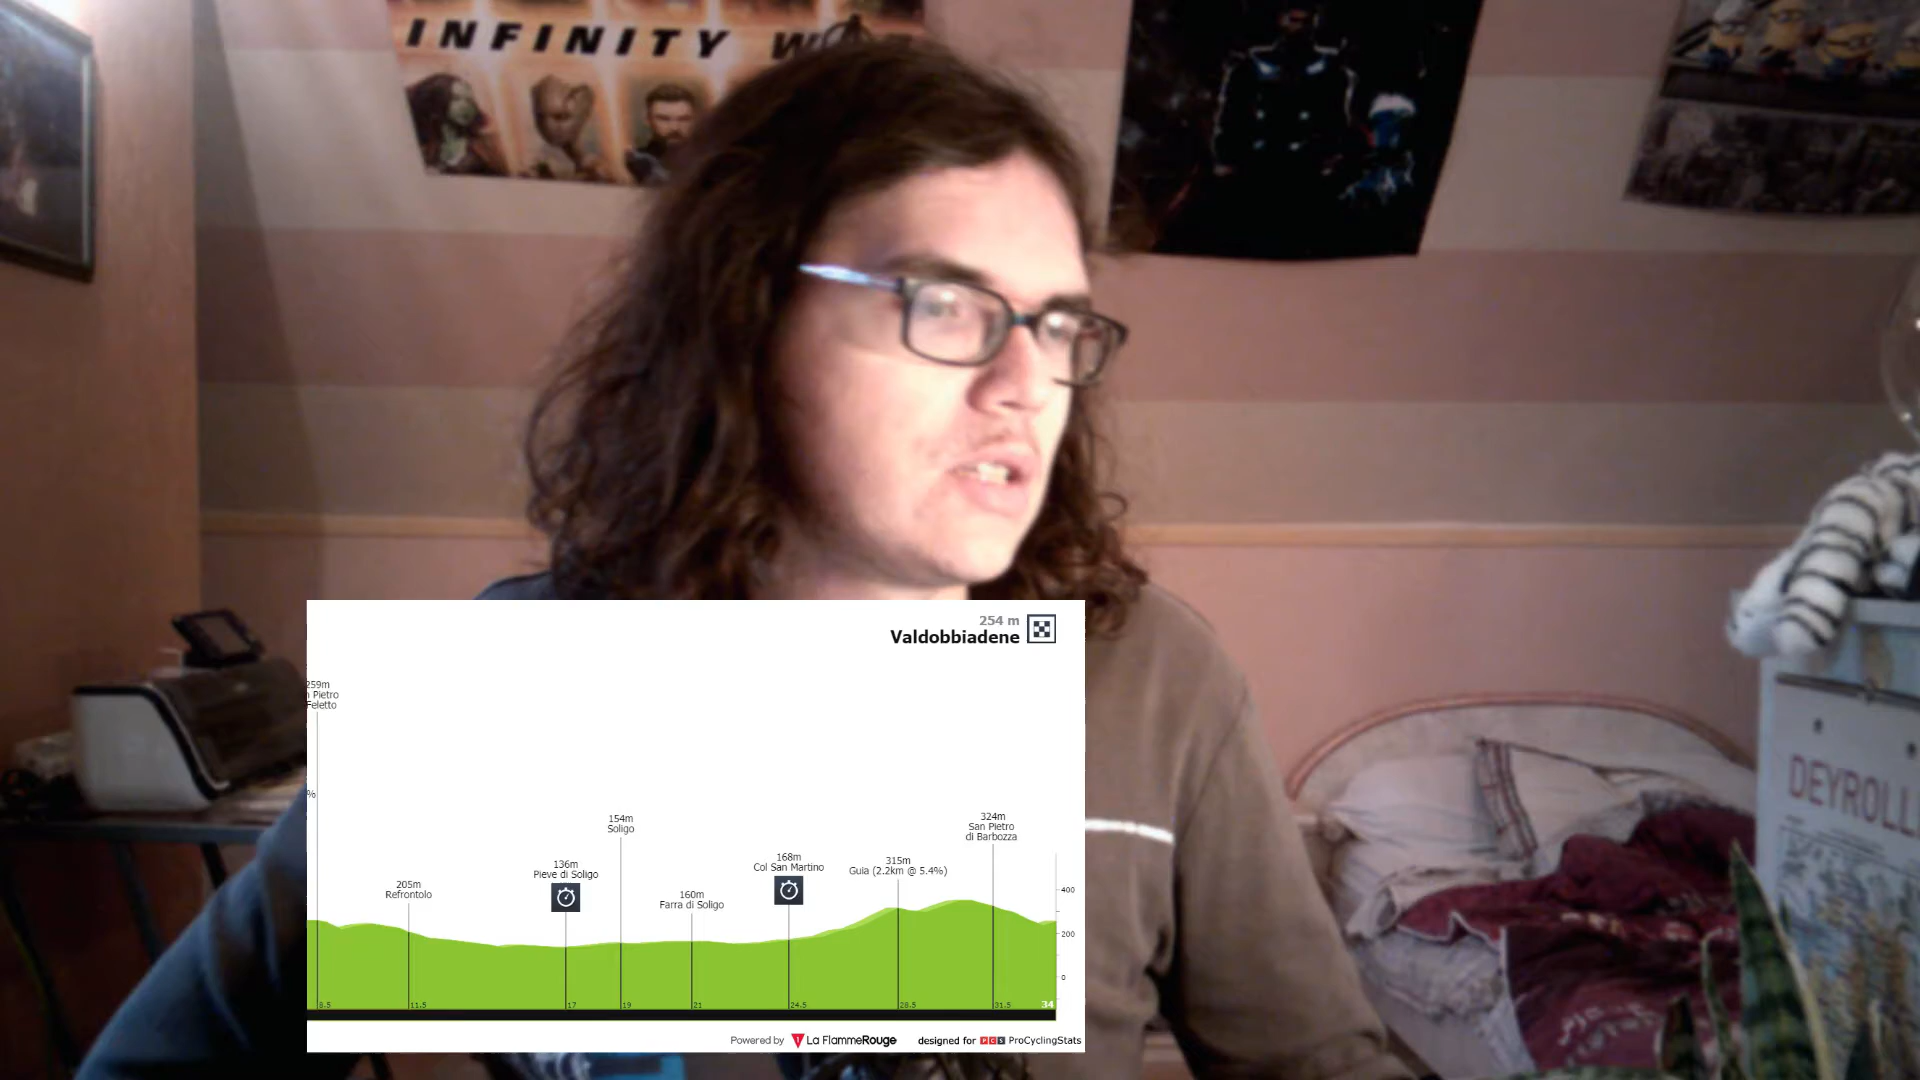 INFINITY
254 m
Valdobbiadene
259m
Pietro
Feletto
%
205m
Refrontolo
136m
Pieve di Soligo
154m
Soligo
160m
Farra di Soligo
168m
Col San Martino
315m
Guia (2.2km @ 5.4%)
324m
San Pietro
di Barbozza
400
200
0
8.5
11.5
17
19
21
24.5
28.5
31.5
34
Powered by La FlammeRouge
designed for PCS ProCyclingStats
DEYROLL